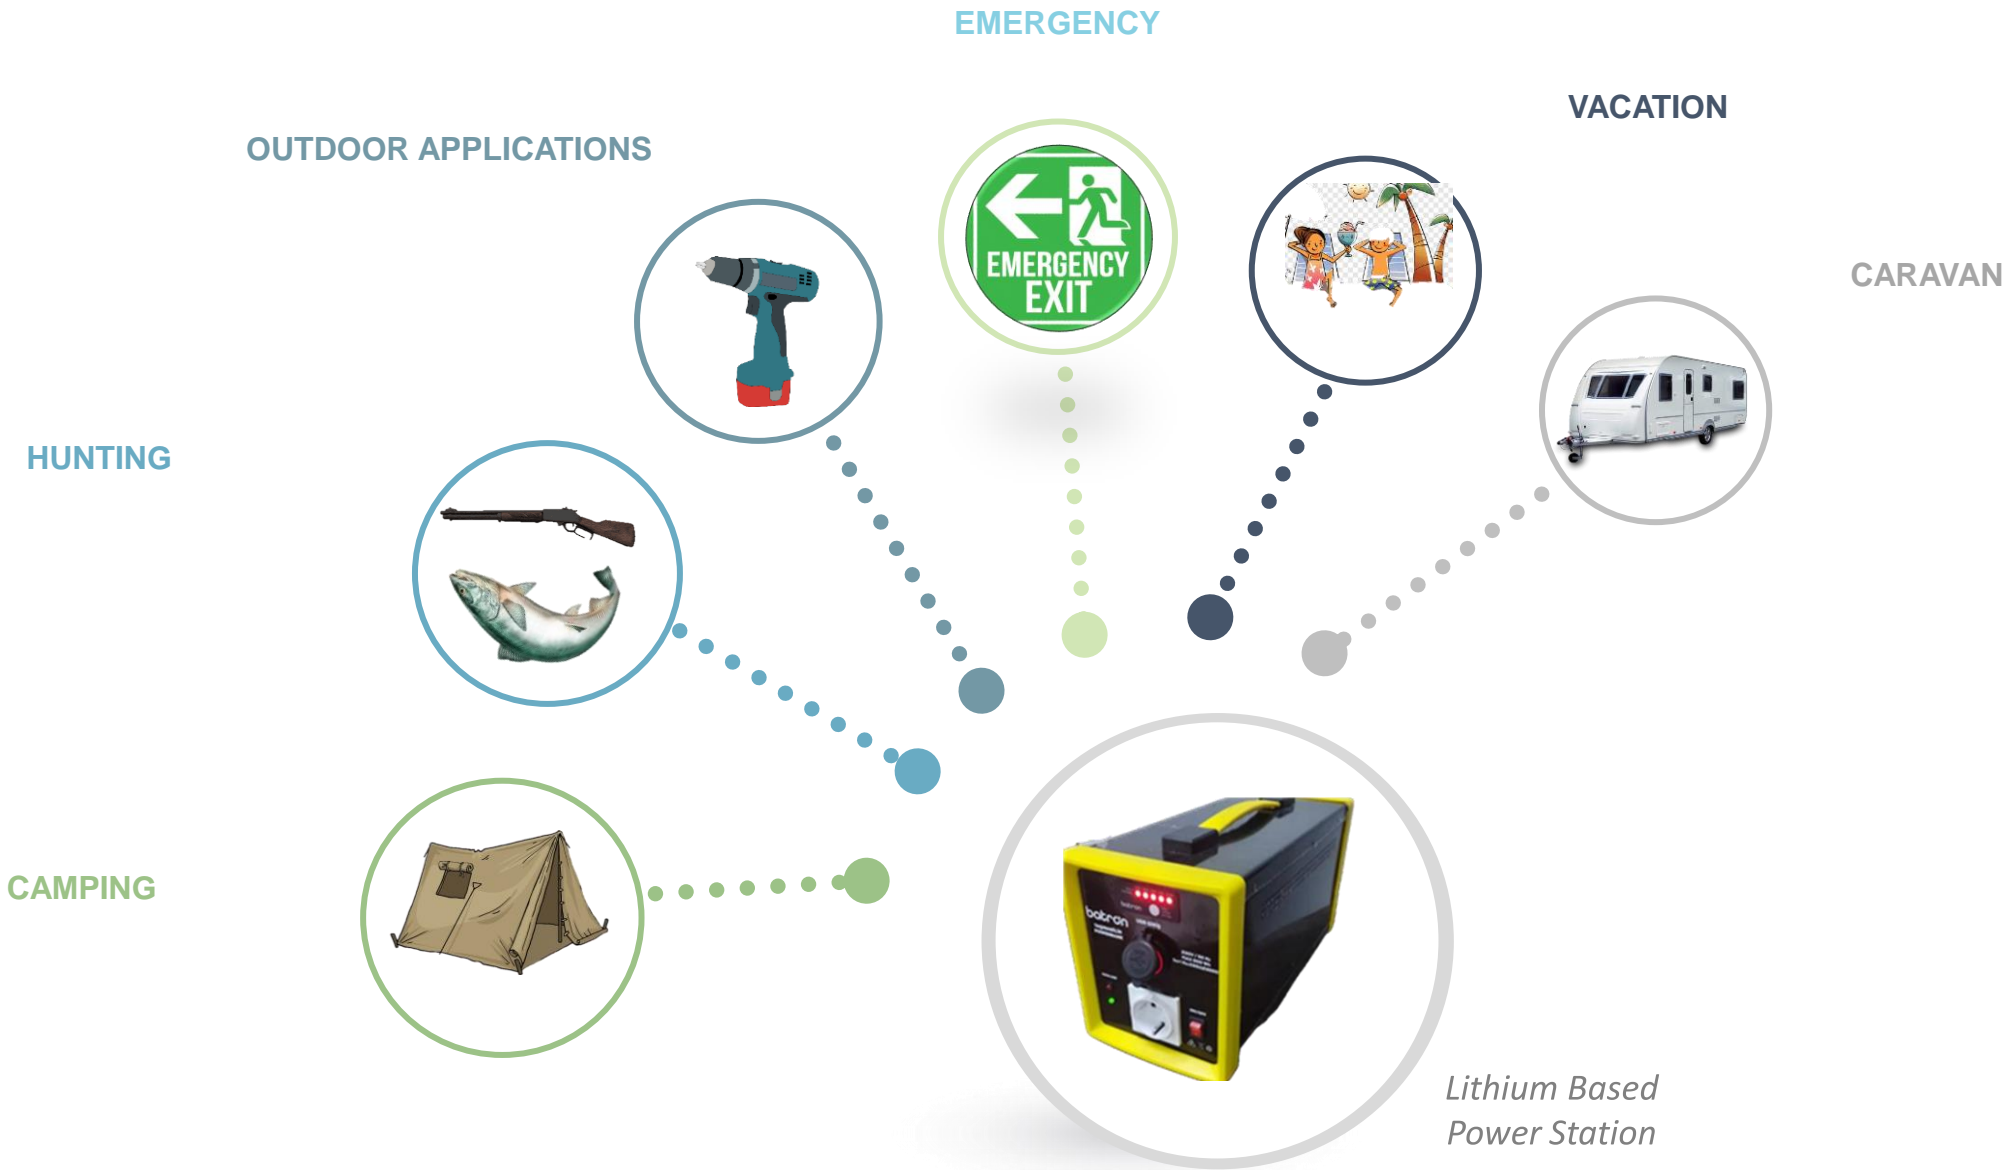 EMERGENCY
VACATION
OUTDOOR APPLICATIONS
EMERGENCY
EXIT
CARAVAN
HUNTING
CAMPING
batron
Lithium Based
Power Station